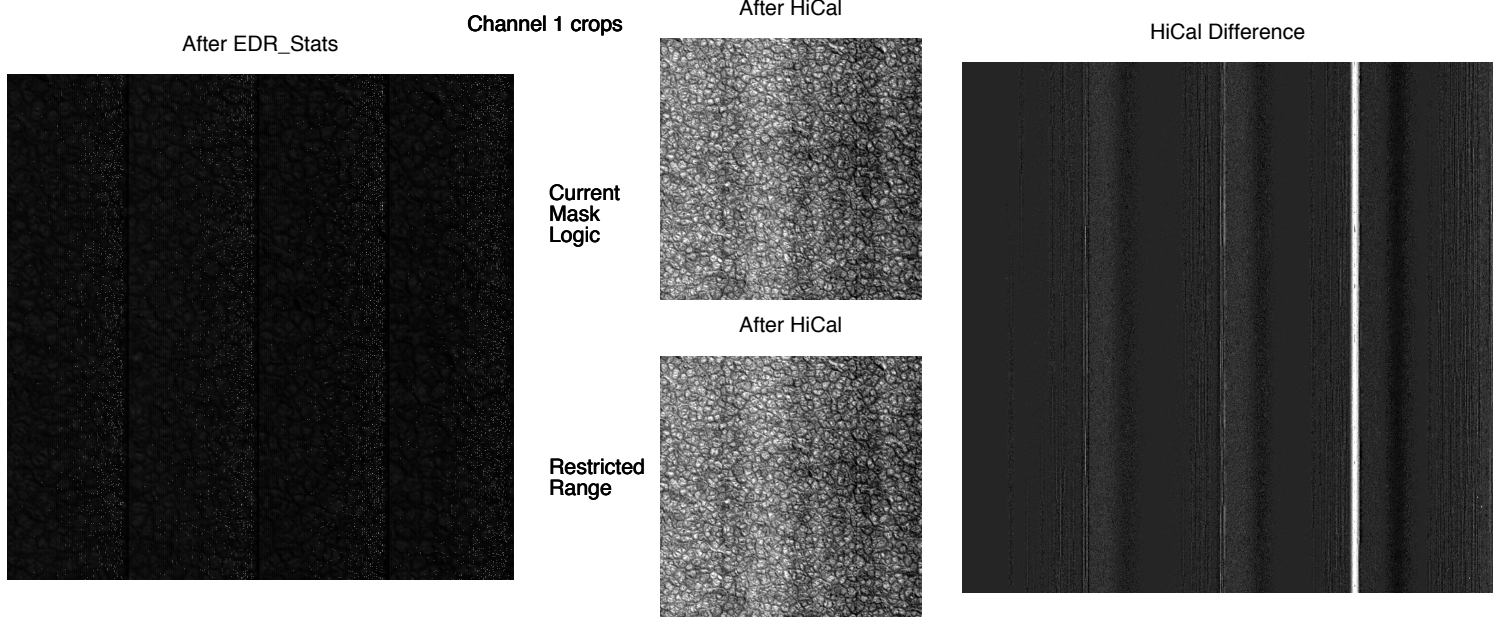 Channel 1 crops
After EDR_Stats
After HiCal
HiCal Difference
Current
Mask
Logic
After HiCal
Restricted
Range